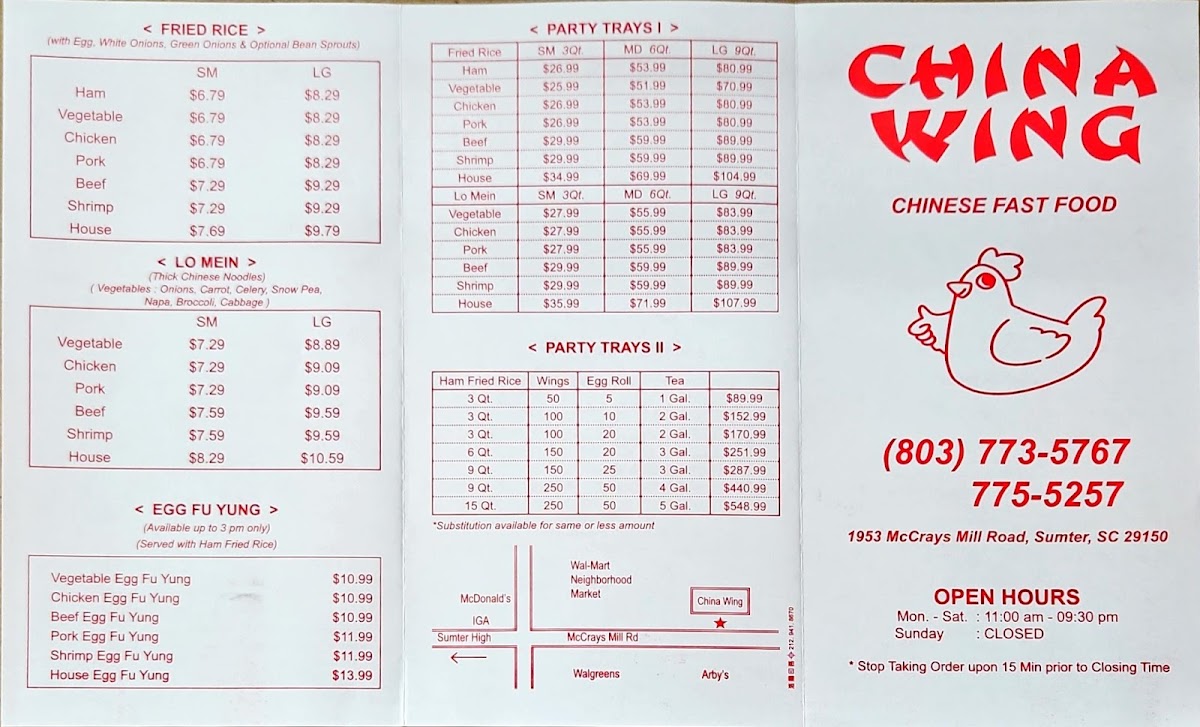 < FRIED RICE >
(with Egg, White Onions, Green Onions & Optional Bean Sprouts)
SM LG
Ham $6.79 $8.29
Vegetable $6.79 $8.29
Chicken $6.79 $8.29
Pork $6.79 $8.29
Beef $7.29 $9.29
Shrimp $7.29 $9.29
House $7.69 $9.79
< LO MEIN >
(Thick Chinese Noodles)
( Vegetables : Onions, Carrot, Celery, Snow Pea,
Napa, Broccoli, Cabbage )
SM LG
Vegetable $7.29 $8.89
Chicken $7.29 $9.09
Pork $7.29 $9.09
Beef $7.59 $9.59
Shrimp $7.59 $9.59
House $8.29 $10.59
< EGG FU YUNG >
(Available up to 3 pm only)
(Served with Ham Fried Rice)
Vegetable Egg Fu Yung $10.99
Chicken Egg Fu Yung $10.99
Beef Egg Fu Yung $10.99
Pork Egg Fu Yung $11.99
Shrimp Egg Fu Yung $11.99
House Egg Fu Yung $13.99
< PARTY TRAYS I >
Fried Rice SM 3Qt. MD 6Qt. LG 9Qt.
Ham $26.99 $53.99 $80.99
Vegetable $25.99 $51.99 $70.99
Chicken $26.99 $53.99 $80.99
Pork $26.99 $53.99 $80.99
Beef $29.99 $59.99 $89.99
Shrimp $29.99 $59.99 $89.99
House $34.99 $69.99 $104.99
Lo Mein SM 3Qt. MD 6Qt. LG 9Qt.
Vegetable $27.99 $55.99 $83.99
Chicken $27.99 $55.99 $83.99
Pork $27.99 $55.99 $83.99
Beef $29.99 $59.99 $89.99
Shrimp $29.99 $59.99 $89.99
House $35.99 $71.99 $107.99
< PARTY TRAYS II >
Ham Fried Rice Wings Egg Roll Tea
3 Qt. 50 5 1 Gal. $89.99
3 Qt. 100 10 2 Gal. $152.99
3 Qt. 100 20 2 Gal. $170.99
6 Qt. 150 20 3 Gal. $251.99
9 Qt. 150 25 3 Gal. $287.99
9 Qt. 250 50 4 Gal. $440.99
15 Qt. 250 50 5 Gal. $548.99
*Substitution available for same or less amount
Wal-Mart
Neighborhood
Market
McDonald's
China Wing
IGA
Sumter High
McCrays Mill Rd
Walgreens
Arby's
212. 941. 8670
CHINA
WING
CHINESE FAST FOOD
(803) 773-5767
775-5257
1953 McCrays Mill Road, Sumter, SC 29150
OPEN HOURS
Mon. - Sat. : 11:00 am - 09:30 pm
Sunday : CLOSED
* Stop Taking Order upon 15 Min prior to Closing Time